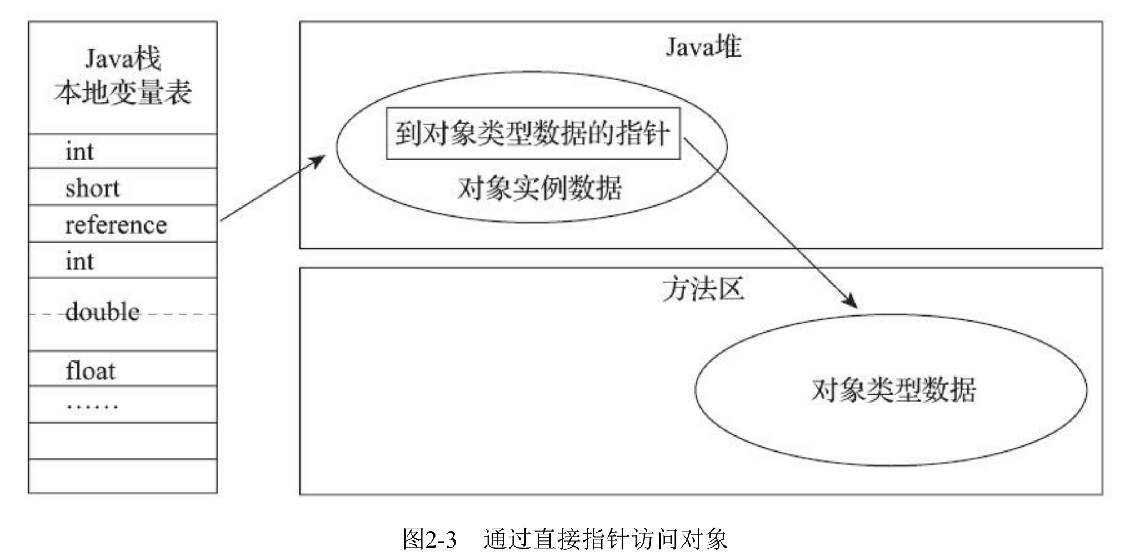 Java栈
本地变量表
int
short
reference
int
double
float
……
Java堆
到对象类型数据的指针
对象实例数据
方法区
对象类型数据
图2-3 通过直接指针访问对象